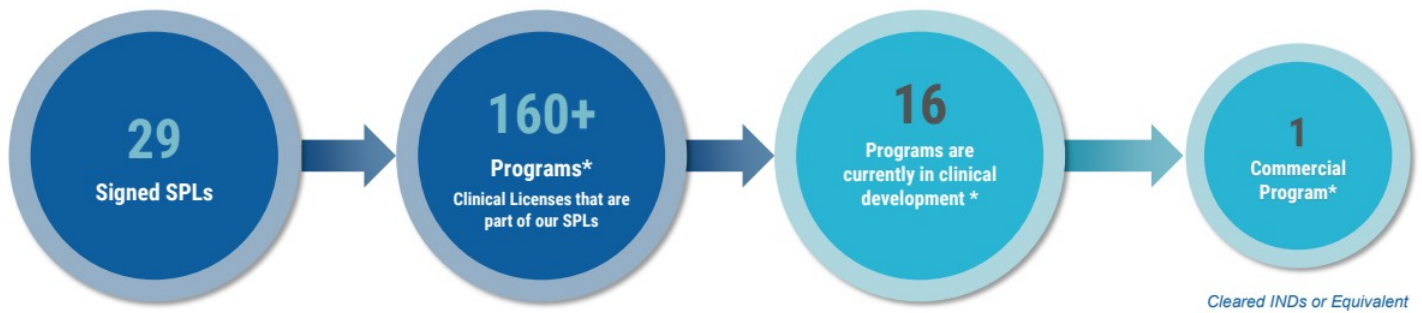 29
Signed SPLs
160+
Programs*
Clinical Licenses that are
part of our SPLs
16
Programs are
currently in clinical
development *
1
Commercial
Program*
Cleared INDs or Equivalent